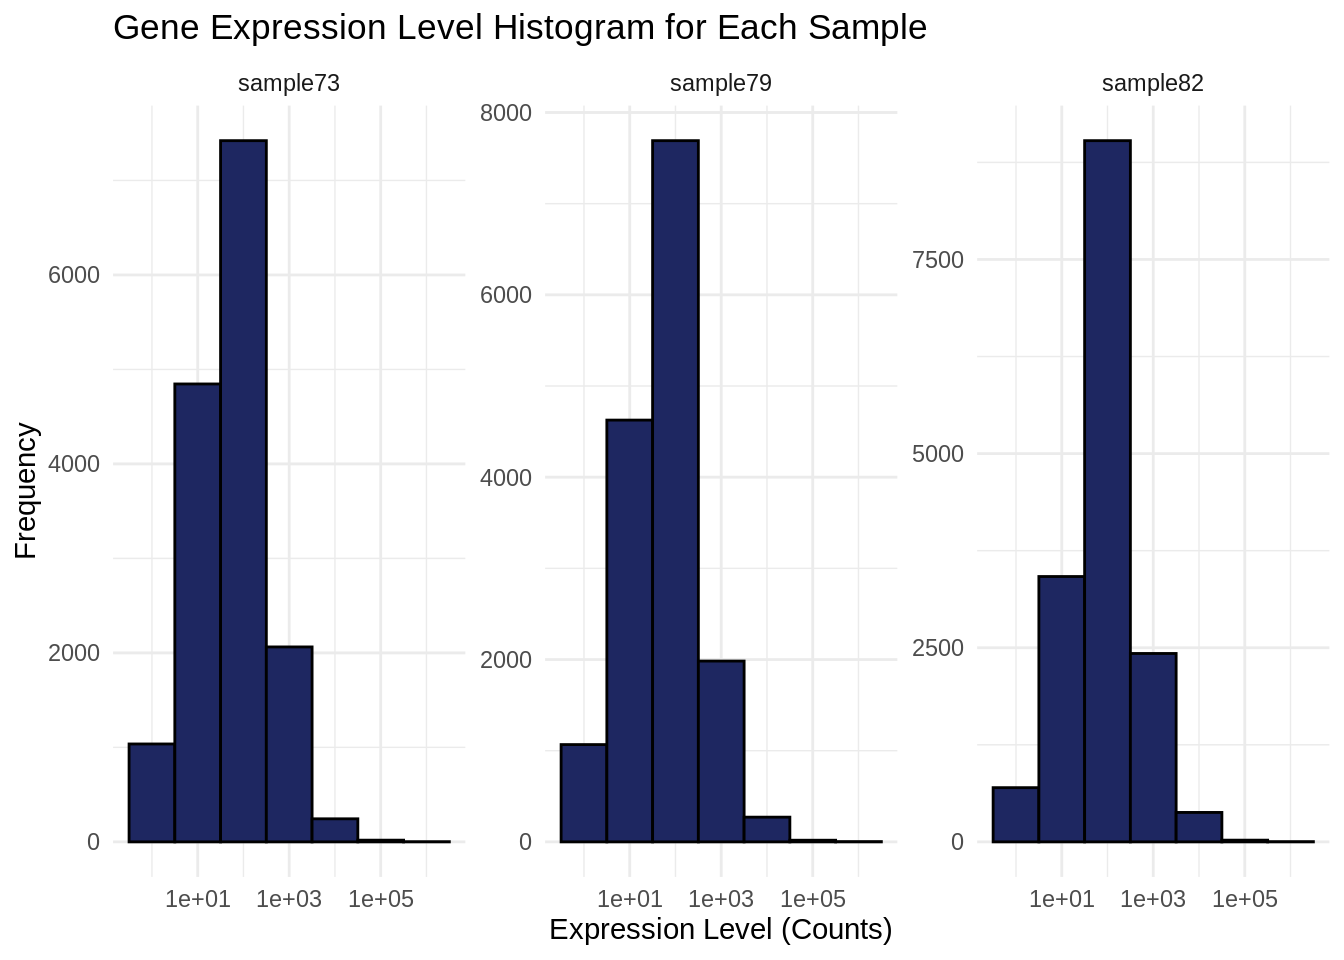 Gene Expression Level Histogram for Each Sample
sample73
sample79
sample82
Frequency
6000
4000
2000
0
8000
6000
4000
2000
0
7500
5000
2500
0
1e+01 1e+03 1e+05
1e+01 1e+03 1e+05
1e+01 1e+03 1e+05
Expression Level (Counts)